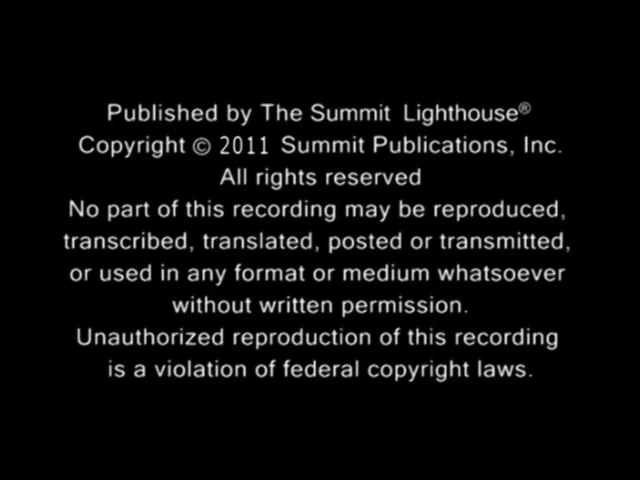 Published by The Summit Lighthouse®
Copyright © 2011 Summit Publications, Inc.
All rights reserved
No part of this recording may be reproduced,
transcribed, translated, posted or transmitted,
or used in any format or medium whatsoever
without written permission.
Unauthorized reproduction of this recording
is a violation of federal copyright laws.